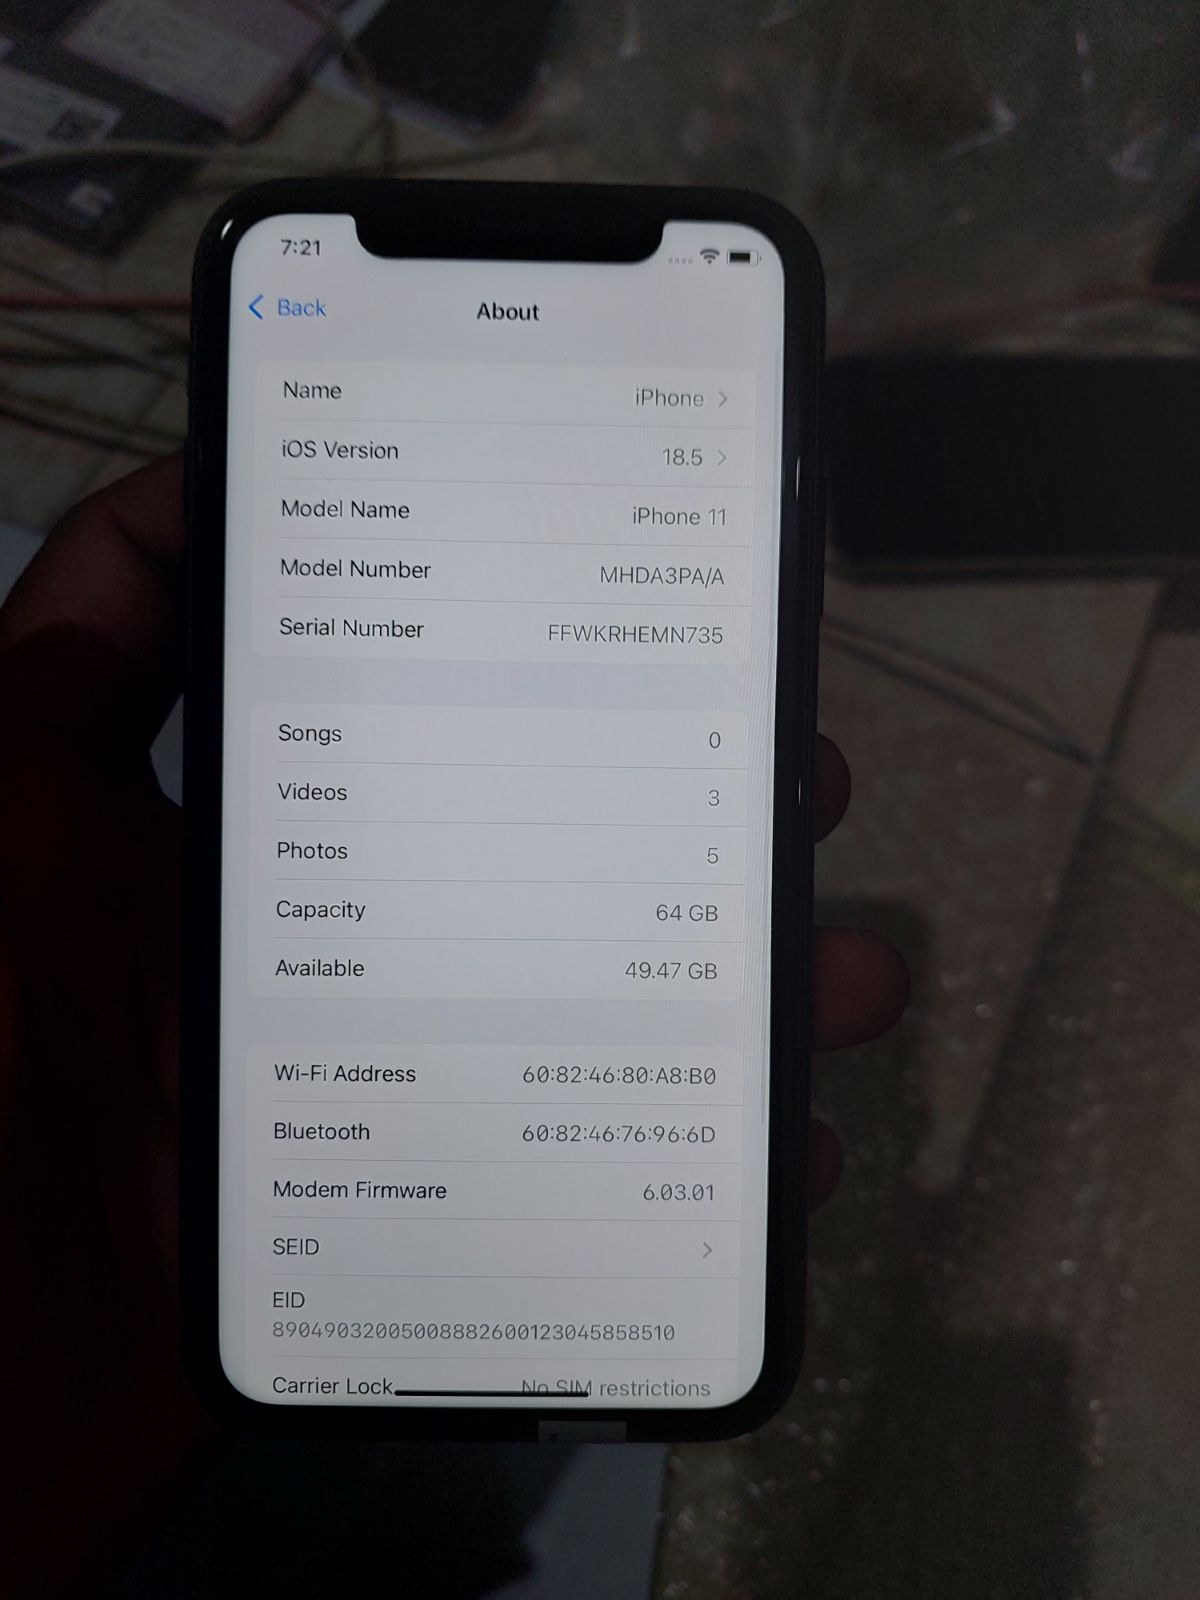 7:21
Back
About
Name iPhone
iOS Version 18.5
Model Name iPhone 11
Model Number MHDA3PA/A
Serial Number FFWKRHEMN735
Songs 0
Videos 3
Photos 5
Capacity 64 GB
Available 49.47 GB
Wi-Fi Address 60:82:46:80:A8:B0
Bluetooth 60:82:46:76:96:6D
Modem Firmware 6.03.01
SEID
EID
89049032005008882600123045858510
Carrier Lock No SIM restrictions